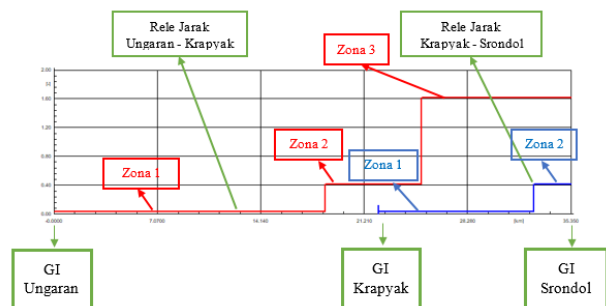 Rele Jarak
Ungaran - Krapyak
Rele Jarak
Krapyak - Srondol
Zona 3
Zona 1
Zona 2
Zona 1
Zona 2
2.00
1.60
1.20
0.80
0.40
0.00
-0.0000
7.0700
14.140
21.210
28.280
[km]
35.350
GI
Ungaran
GI
Krapyak
GI
Srondol